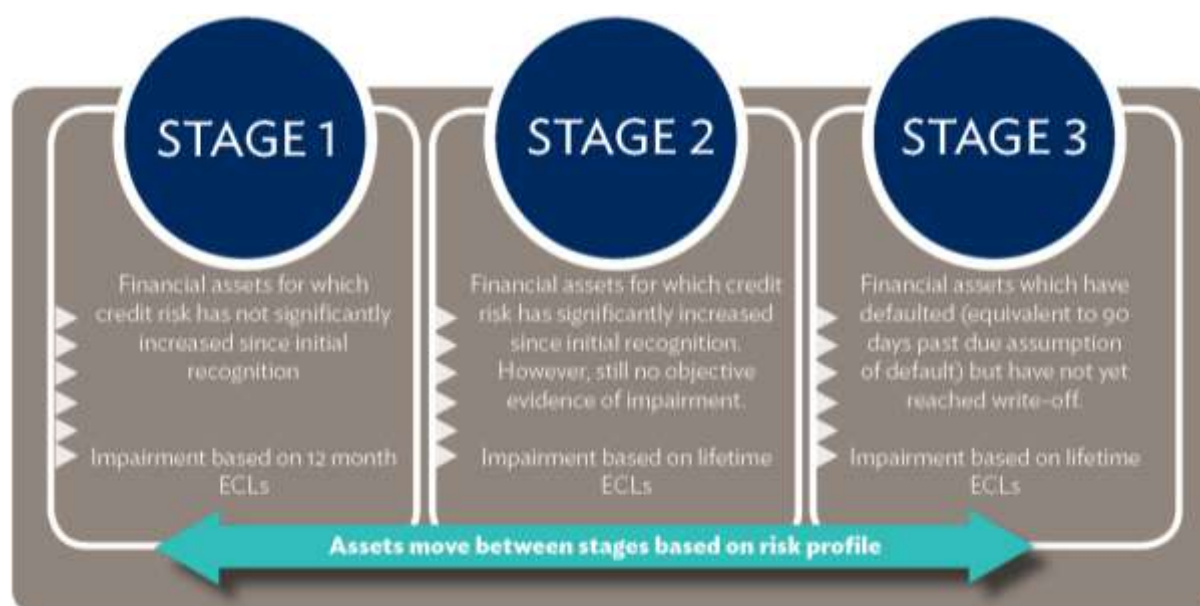 STAGE 1
Financial assets for which
credit risk has not significantly
increased since initial
recognition
Impairment based on 12 month
ECLs
STAGE 2
Financial assets for which credit
risk has significantly increased
since initial recognition.
However, still no objective
evidence of impairment.
Impairment based on lifetime
ECLs
STAGE 3
Financial assets which have
defaulted (equivalent to 90
days past due assumption
of default) but have not yet
reached write-off.
Impairment based on lifetime
ECLs
Assets move between stages based on risk profile